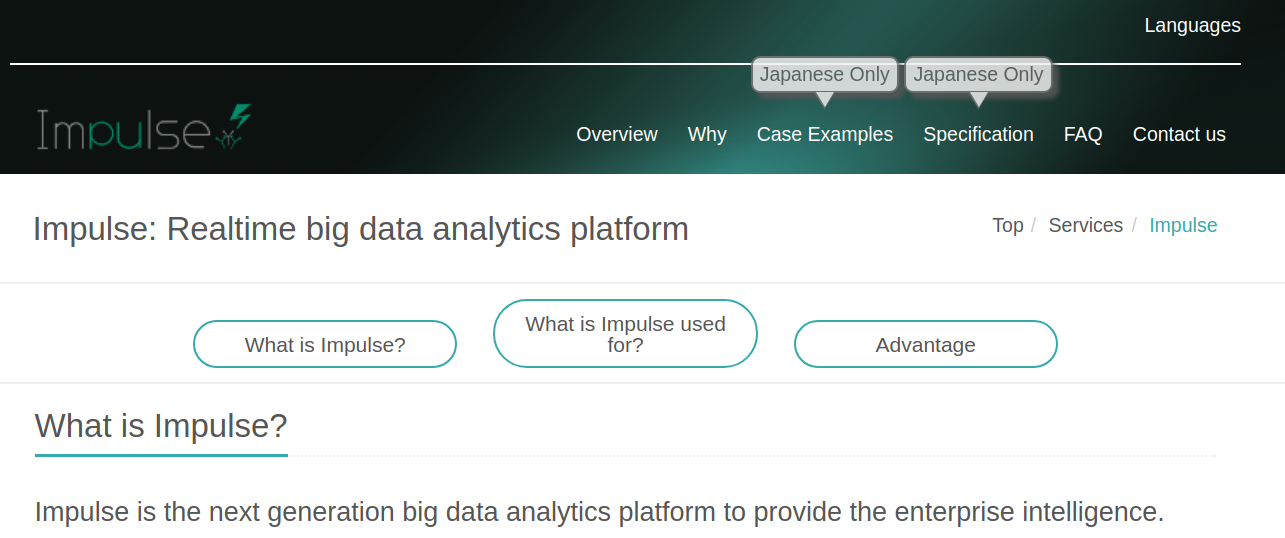 Languages
Japanese Only Japanese Only
Impulse
Overview Why Case Examples Specification FAQ Contact us
Impulse: Realtime big data analytics platform
Top / Services / Impulse
What is Impulse?
What is Impulse used
for?
Advantage
What is Impulse?
Impulse is the next generation big data analytics platform to provide the enterprise intelligence.